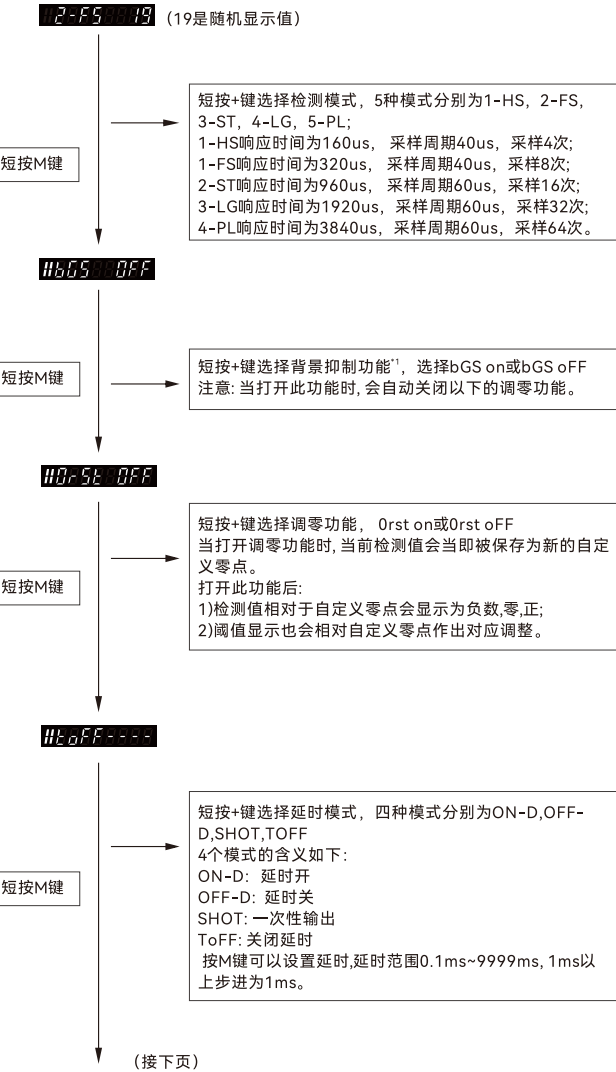 2-FS 19 (19是随机显示值)
短按+键选择检测模式，5种模式分别为1-HS，2-FS，
3-ST，4-LG，5-PL;
1-HS响应时间为160us， 采样周期40us，采样4次;
1-FS响应时间为320us， 采样周期40us，采样8次;
2-ST响应时间为960us，采样周期60us，采样16次;
3-LG响应时间为1920us，采样周期60us，采样32次;
4-PL响应时间为3840us，采样周期60us，采样64次。
短按M键
bGS OFF
短按+键选择背景抑制功能*1，选择bGS on或bGS oFF
注意: 当打开此功能时, 会自动关闭以下的调零功能。
短按M键
0rSt OFF
短按+键选择调零功能， 0rst on或0rst oFF
当打开调零功能时, 当前检测值会当即被保存为新的自定
义零点。
打开此功能后:
1)检测值相对于自定义零点会显示为负数,零,正;
2)阈值显示也会相对自定义零点作出对应调整。
短按M键
toFF----
短按+键选择延时模式，四种模式分别为ON-D,OFF-
D,SHOT,TOFF
4个模式的含义如下:
ON-D: 延时开
OFF-D: 延时关
SHOT: 一次性输出
ToFF: 关闭延时
按M键可以设置延时,延时范围0.1ms~9999ms, 1ms以
上步进为1ms。
短按M键
(接下页)